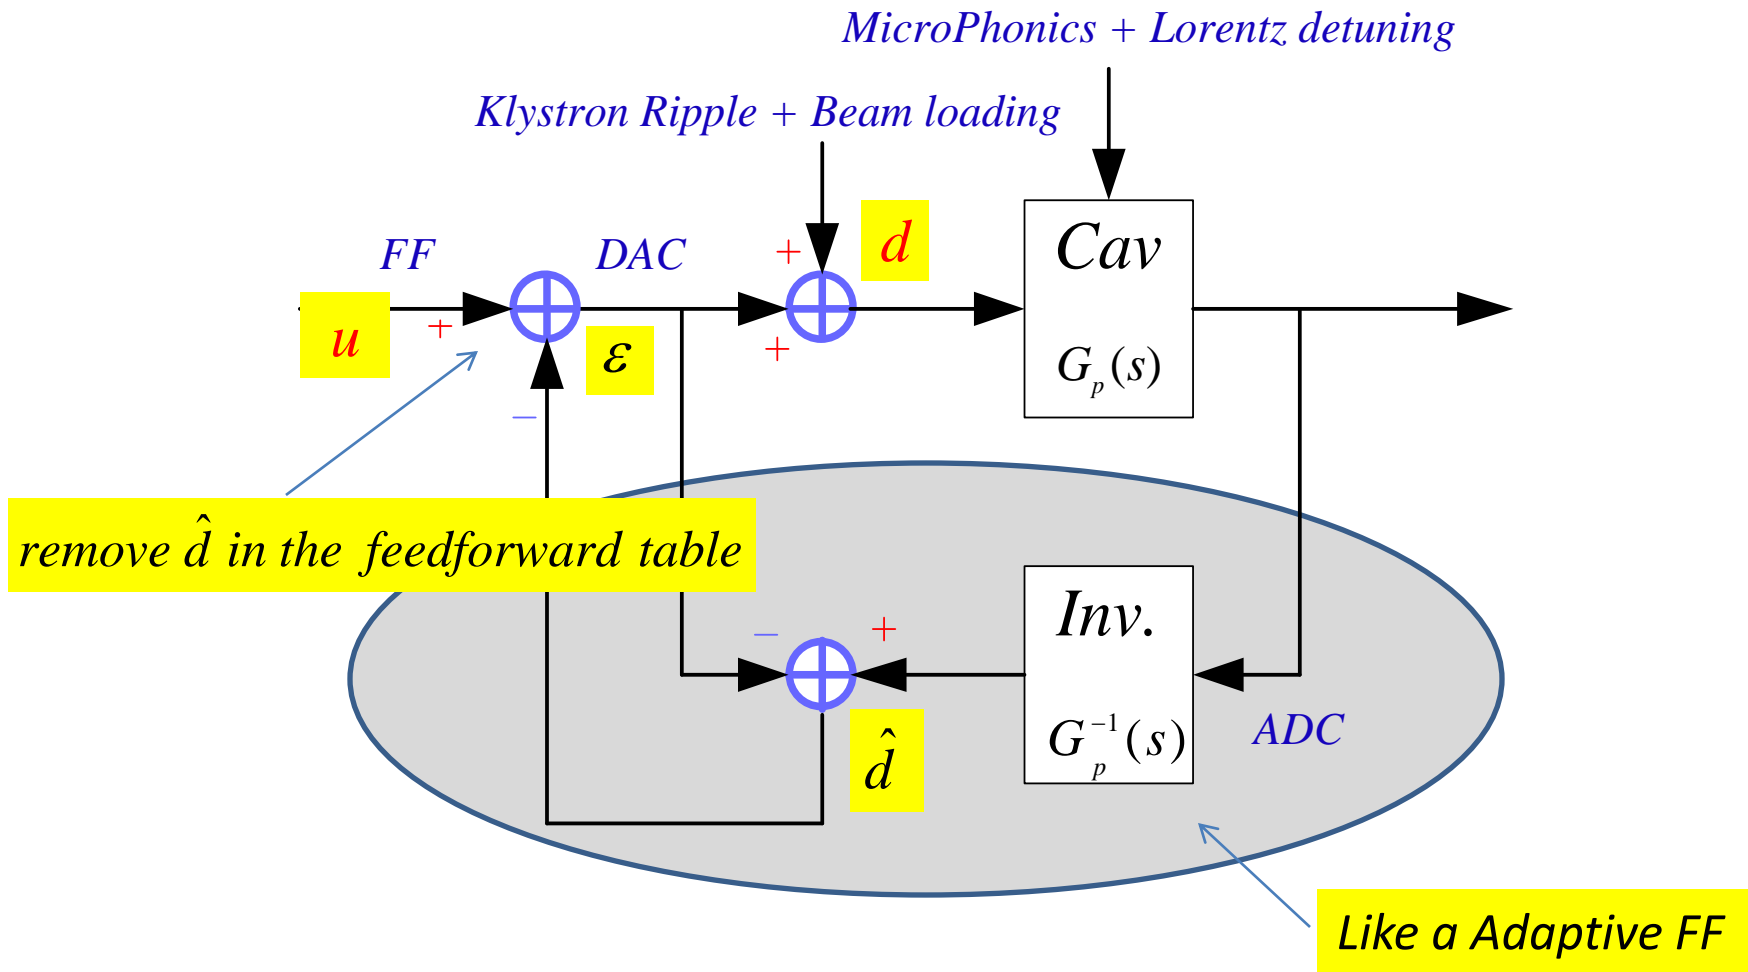 MicroPhonics + Lorentz detuning
Klystron Ripple + Beam loading
FF
DAC
+
d
Cav
u
+
ε
+
G_p(s)
−
remove d̂ in the feedforward table
−
+
Inv.
d̂
G_p^{-1}(s)
ADC
Like a Adaptive FF